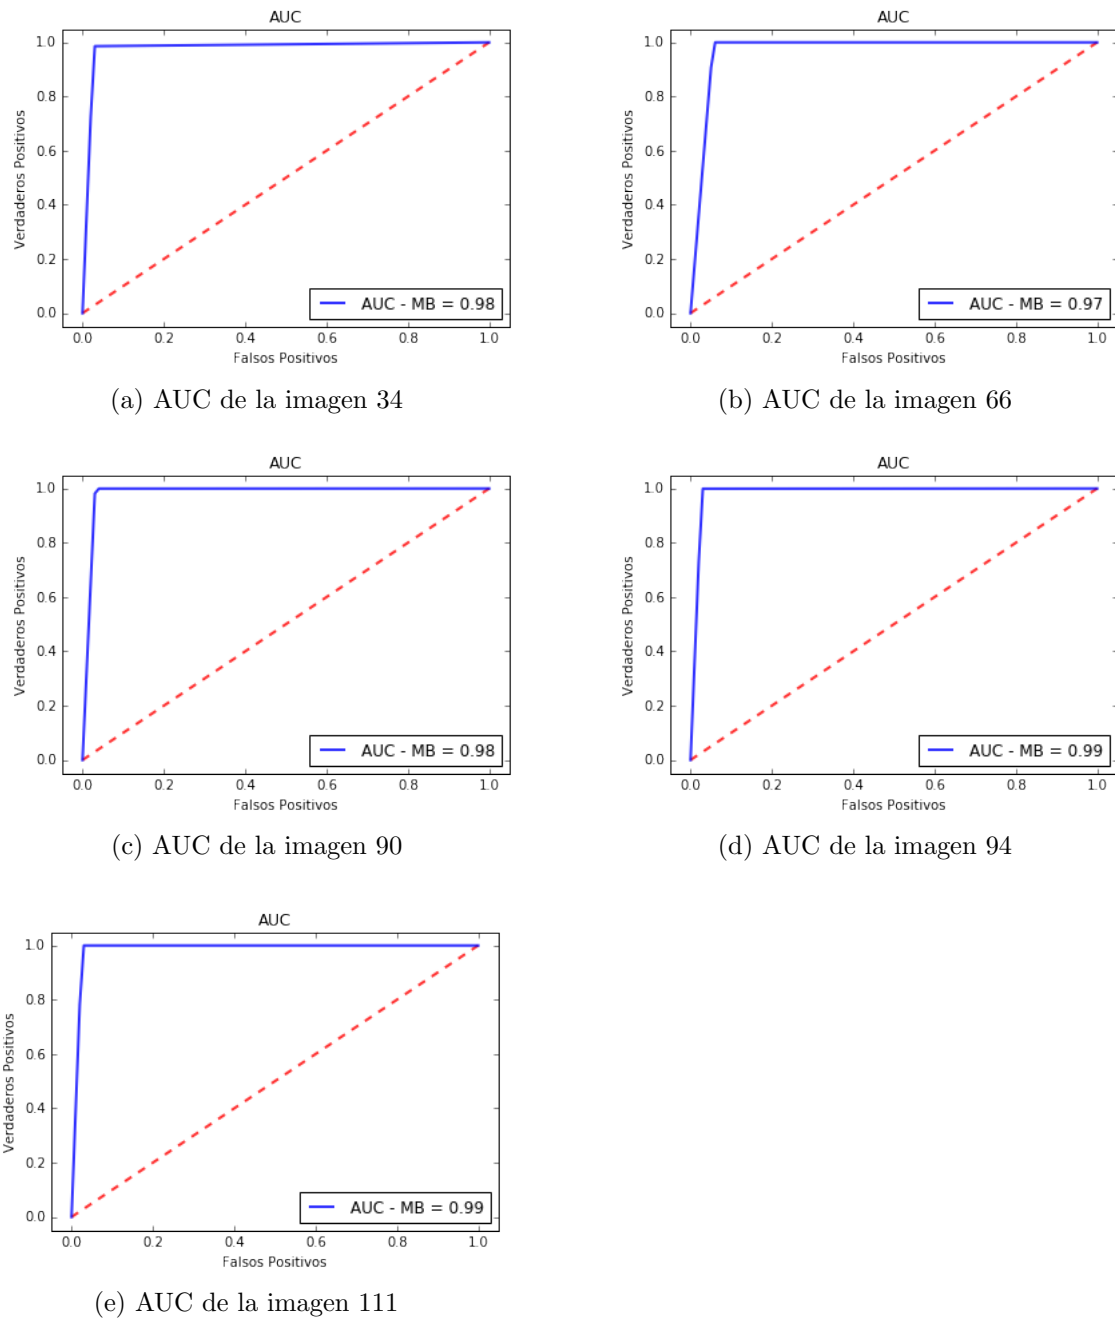 AUC
1.0
0.8
0.6
0.4
0.2
0.0
Verdaderos Positivos
AUC - MB = 0.98
0.0 0.2 0.4 0.6 0.8 1.0
Falsos Positivos
(a) AUC de la imagen 34
AUC
1.0
0.8
0.6
0.4
0.2
0.0
Verdaderos Positivos
AUC - MB = 0.97
0.0 0.2 0.4 0.6 0.8 1.0
Falsos Positivos
(b) AUC de la imagen 66
AUC
1.0
0.8
0.6
0.4
0.2
0.0
Verdaderos Positivos
AUC - MB = 0.98
0.0 0.2 0.4 0.6 0.8 1.0
Falsos Positivos
(c) AUC de la imagen 90
AUC
1.0
0.8
0.6
0.4
0.2
0.0
Verdaderos Positivos
AUC - MB = 0.99
0.0 0.2 0.4 0.6 0.8 1.0
Falsos Positivos
(d) AUC de la imagen 94
AUC
1.0
0.8
0.6
0.4
0.2
0.0
Verdaderos Positivos
AUC - MB = 0.99
0.0 0.2 0.4 0.6 0.8 1.0
Falsos Positivos
(e) AUC de la imagen 111